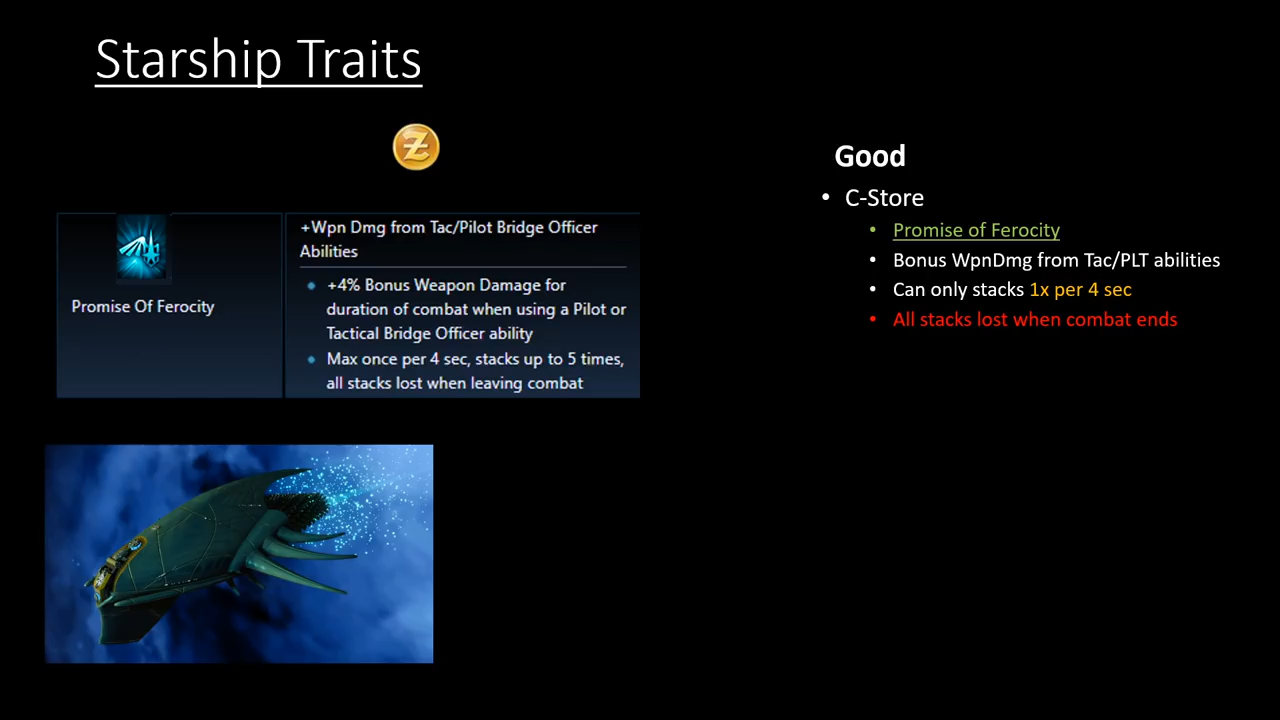 Starship Traits
Promise Of Ferocity
+Wpn Dmg from Tac/Pilot Bridge Officer
Abilities
+4% Bonus Weapon Damage for
duration of combat when using a Pilot or
Tactical Bridge Officer ability
Max once per 4 sec, stacks up to 5 times,
all stacks lost when leaving combat
Good
• C-Store
• Promise of Ferocity
• Bonus WpnDmg from Tac/PLT abilities
• Can only stacks 1x per 4 sec
• All stacks lost when combat ends